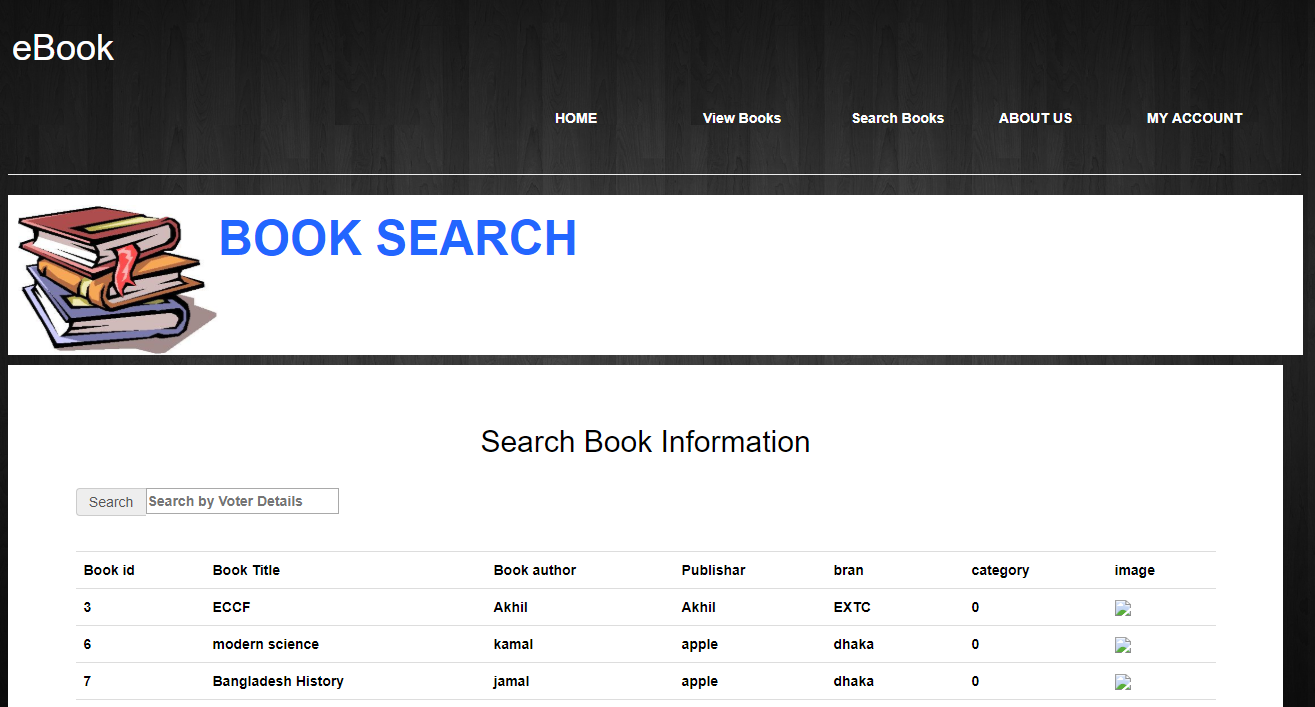 eBook
HOME View Books Search Books ABOUT US MY ACCOUNT
BOOK SEARCH
Search Book Information
Search Search by Voter Details
Book id Book Title Book author Publishar bran category image
3 ECCF Akhil Akhil EXTC 0
6 modern science kamal apple dhaka 0
7 Bangladesh History jamal apple dhaka 0